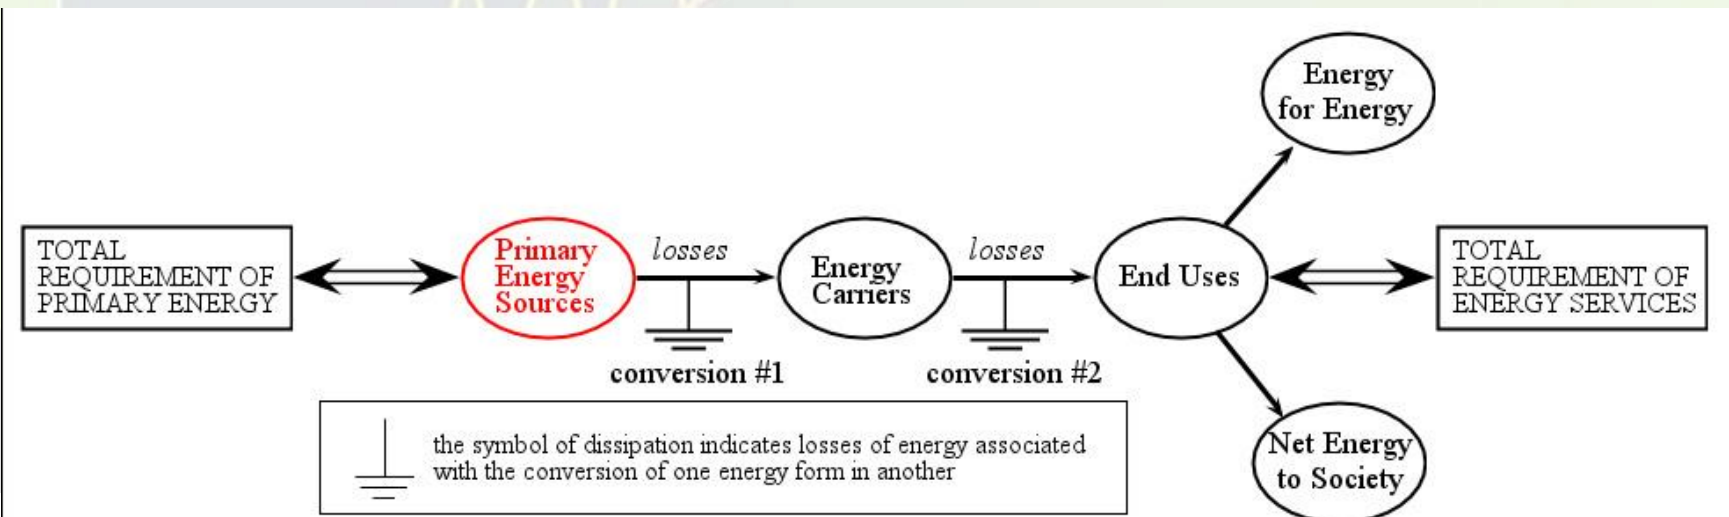 Energy
for Energy
TOTAL
REQUIREMENT OF
PRIMARY ENERGY
Primary
Energy
Sources
losses
Energy
Carriers
losses
End Uses
TOTAL
REQUIREMENT OF
ENERGY SERVICES
conversion #1
conversion #2
the symbol of dissipation indicates losses of energy associated
with the conversion of one energy form in another
Net Energy
to Society